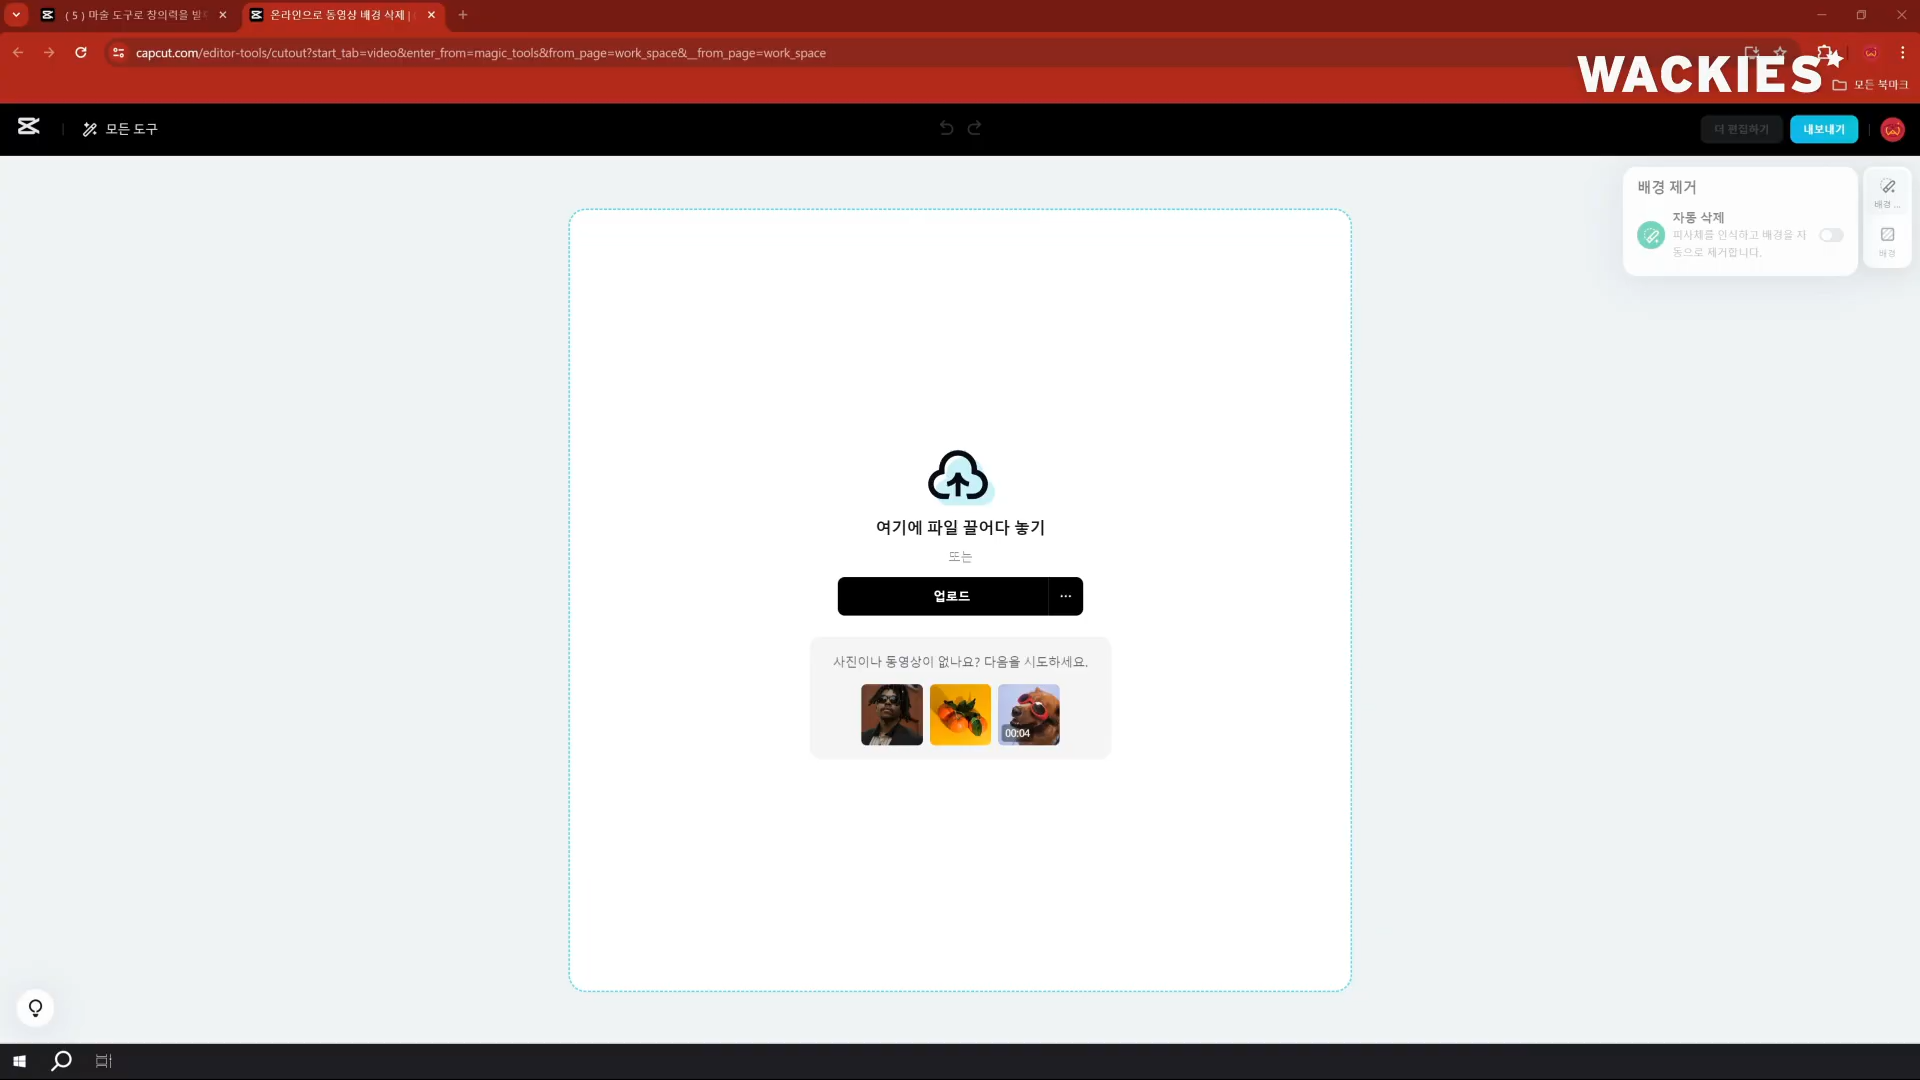 ( 5 ) 마술 도구로 창의력을 발
온라인으로 동영상 배경 삭제 |
capcut.com/editor-tools/cutout?start_tab=video&enter_from=magic_tools&from_page=work_space&__from_page=work_space
WACKIES
모든 북마크
모든 도구
더 편집하기
내보내기
배경 제거
자동 삭제
피사체를 인식하고 배경을 자
동으로 제거합니다.
배경 ...
배경
여기에 파일 끌어다 놓기
또는
업로드
사진이나 동영상이 없나요? 다음을 시도하세요.
00:04